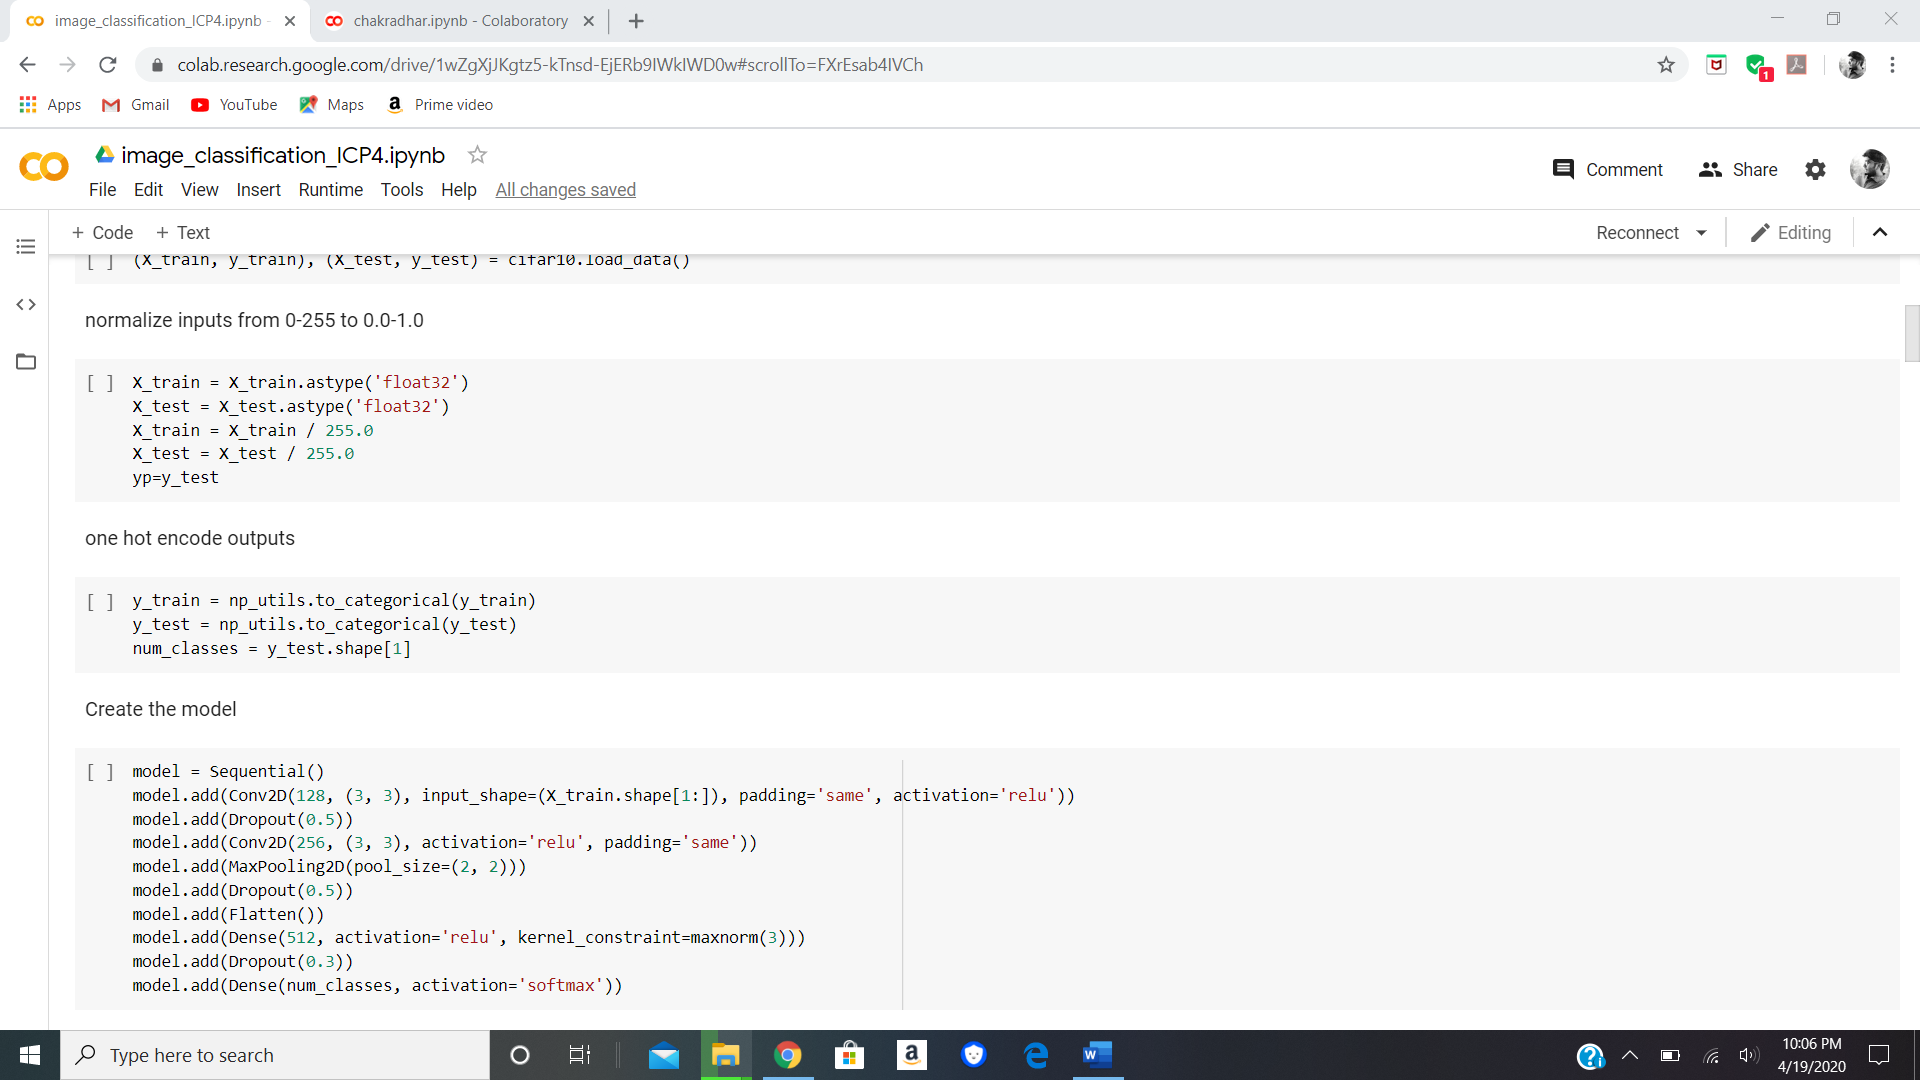 image_classification_ICP4.ipynb -
chakradhar.ipynb - Colaboratory
colab.research.google.com/drive/1wZgXjJKgtz5-kTnsd-EjERb9IWkIWD0w#scrollTo=FXrEsab4IVCh
1
Apps Gmail YouTube Maps Prime video
image_classification_ICP4.ipynb
Comment Share
File Edit View Insert Runtime Tools Help All changes saved
+ Code + Text Reconnect Editing
[ ] (X_train, y_train), (X_test, y_test) = cifar10.load_data()
normalize inputs from 0-255 to 0.0-1.0
[ ] X_train = X_train.astype('float32')
X_test = X_test.astype('float32')
X_train = X_train / 255.0
X_test = X_test / 255.0
yp=y_test
one hot encode outputs
[ ] y_train = np_utils.to_categorical(y_train)
y_test = np_utils.to_categorical(y_test)
num_classes = y_test.shape[1]
Create the model
[ ] model = Sequential()
model.add(Conv2D(128, (3, 3), input_shape=(X_train.shape[1:]), padding='same', activation='relu'))
model.add(Dropout(0.5))
model.add(Conv2D(256, (3, 3), activation='relu', padding='same'))
model.add(MaxPooling2D(pool_size=(2, 2)))
model.add(Dropout(0.5))
model.add(Flatten())
model.add(Dense(512, activation='relu', kernel_constraint=maxnorm(3)))
model.add(Dropout(0.3))
model.add(Dense(num_classes, activation='softmax'))
Type here to search
10:06 PM
4/19/2020